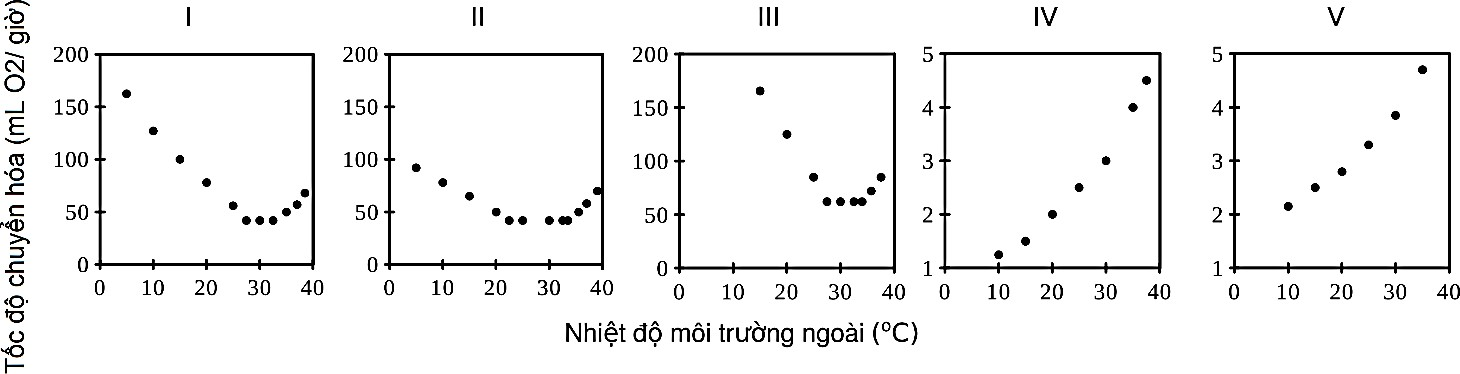 I II III IV V
Tốc độ chuyển hóa (mL O2/ giờ)
200 200 200 5 5
150 150 150 4 4
100 100 100 3 3
50 50 50 2 2
0 0 0 1 1
0 10 20 30 40 0 10 20 30 40 0 10 20 30 40 0 10 20 30 40 0 10 20 30 40
Nhiệt độ môi trường ngoài (°C)